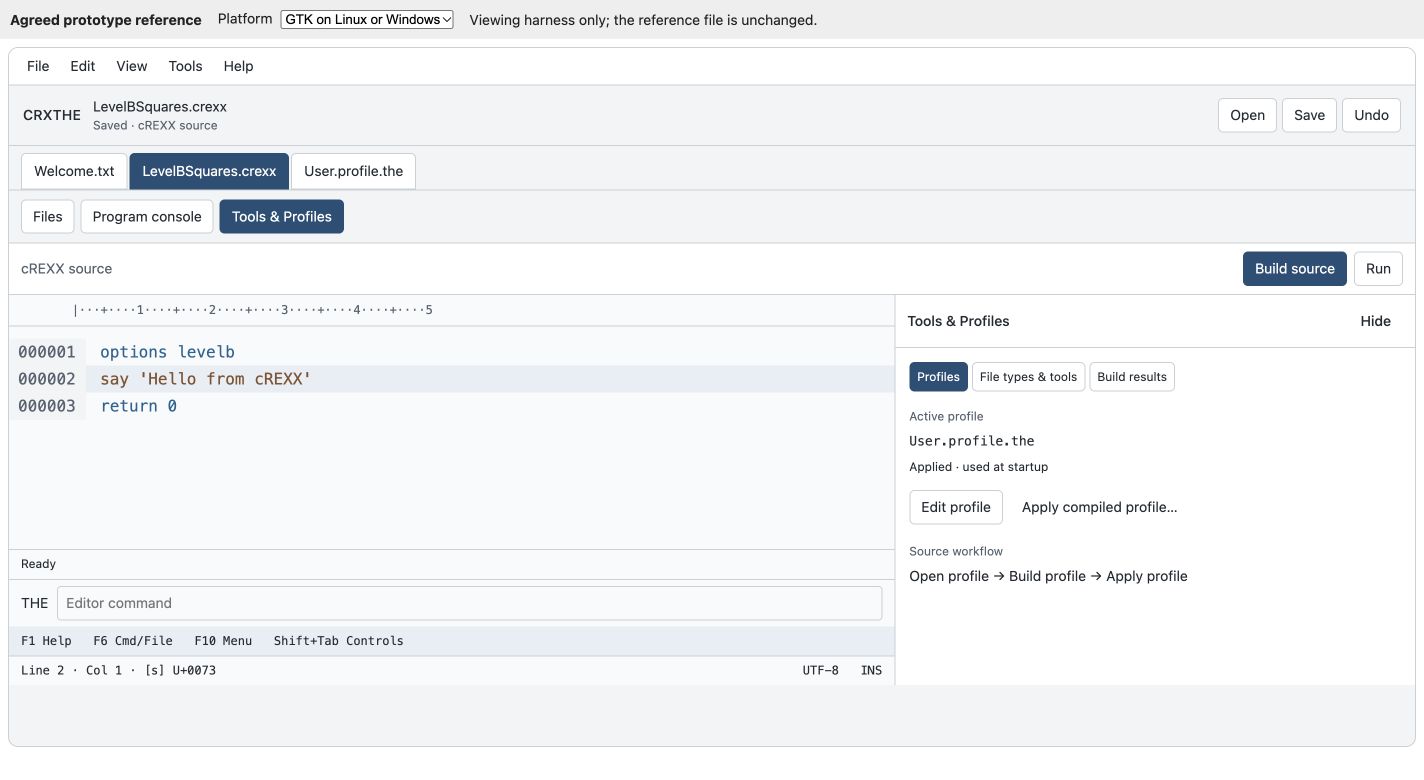 Agreed prototype reference Platform GTK on Linux or Windows Viewing harness only; the reference file is unchanged.
File Edit View Tools Help
CRXTHE
LevelBSquares.crexx
Saved · cREXX source
Open Save Undo
Welcome.txt LevelBSquares.crexx User.profile.the
Files Program console Tools & Profiles
cREXX source Build source Run
|···+····1····+····2····+····3····+····4····+····5
000001 options levelb
000002 say 'Hello from cREXX'
000003 return 0
Ready
THE Editor command
F1 Help F6 Cmd/File F10 Menu Shift+Tab Controls
Line 2 · Col 1 · [s] U+0073 UTF-8 INS
Tools & Profiles Hide
Profiles File types & tools Build results
Active profile
User.profile.the
Applied · used at startup
Edit profile Apply compiled profile...
Source workflow
Open profile → Build profile → Apply profile